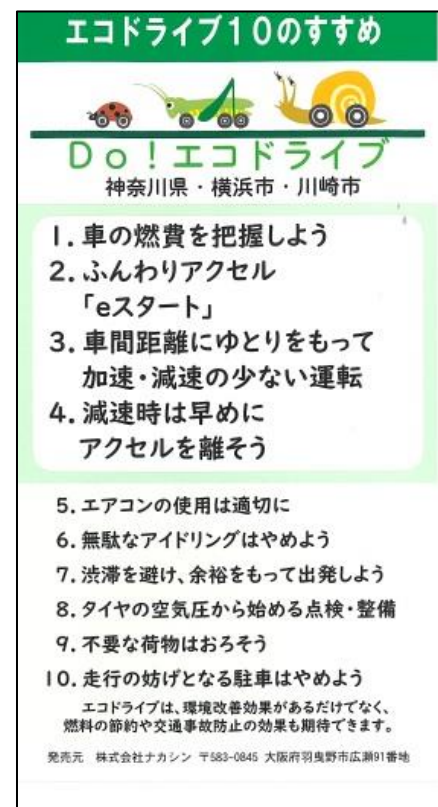 エコドライブ10のすすめ
Do!エコドライブ
神奈川県・横浜市・川崎市
1.車の燃費を把握しよう
2.ふんわりアクセル
「eスタート」
3.車間距離にゆとりをもって
加速・減速の少ない運転
4.減速時は早めに
アクセルを離そう
5.エアコンの使用は適切に
6.無駄なアイドリングはやめよう
7.渋滞を避け、余裕をもって出発しよう
8.タイヤの空気圧から始める点検・整備
9.不要な荷物はおろそう
10.走行の妨げとなる駐車はやめよう
エコドライブは、環境改善効果があるだけでなく、
燃料の節約や交通事故防止の効果も期待できます。
発売元 株式会社ナカシン 〒583-0845 大阪府羽曳野市広瀬91番地